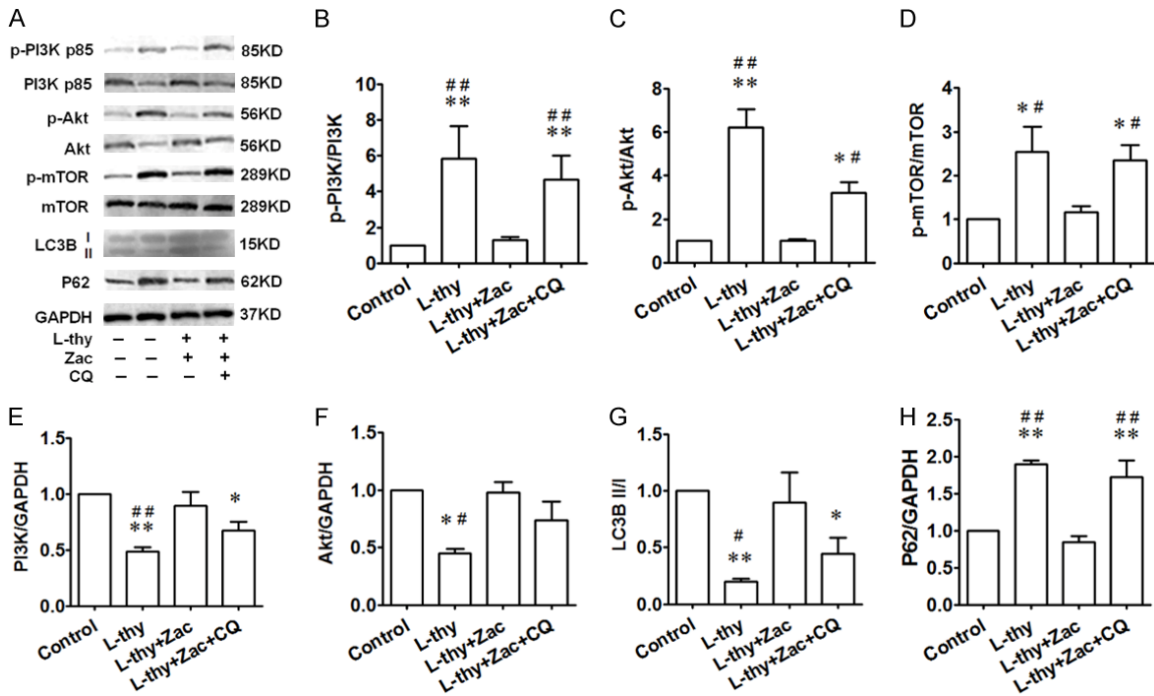 A
p-PI3K p85 85KD
PI3K p85 85KD
p-Akt 56KD
Akt 56KD
p-mTOR 289KD
mTOR 289KD
LC3B I II 15KD
P62 62KD
GAPDH 37KD
L-thy – – + +
Zac – – + +
CQ – – – +
B
p-PI3K/PI3K
10
8
6
4
2
0
##
**
##
**
Control
L-thy
L-thy+Zac
L-thy+Zac+CQ
C
p-Akt/Akt
8
6
4
2
0
##
**
* #
Control
L-thy
L-thy+Zac
L-thy+Zac+CQ
D
p-mTOR/mTOR
4
3
2
1
0
* #
* #
Control
L-thy
L-thy+Zac
L-thy+Zac+CQ
E
PI3K/GAPDH
1.5
1.0
0.5
0.0
##
**
*
Control
L-thy
L-thy+Zac
L-thy+Zac+CQ
F
Akt/GAPDH
1.5
1.0
0.5
0.0
* #
Control
L-thy
L-thy+Zac
L-thy+Zac+CQ
G
LC3B II/I
1.5
1.0
0.5
0.0
#
**
*
Control
L-thy
L-thy+Zac
L-thy+Zac+CQ
H
P62/GAPDH
2.5
2.0
1.5
1.0
0.5
0.0
##
**
##
**
Control
L-thy
L-thy+Zac
L-thy+Zac+CQ